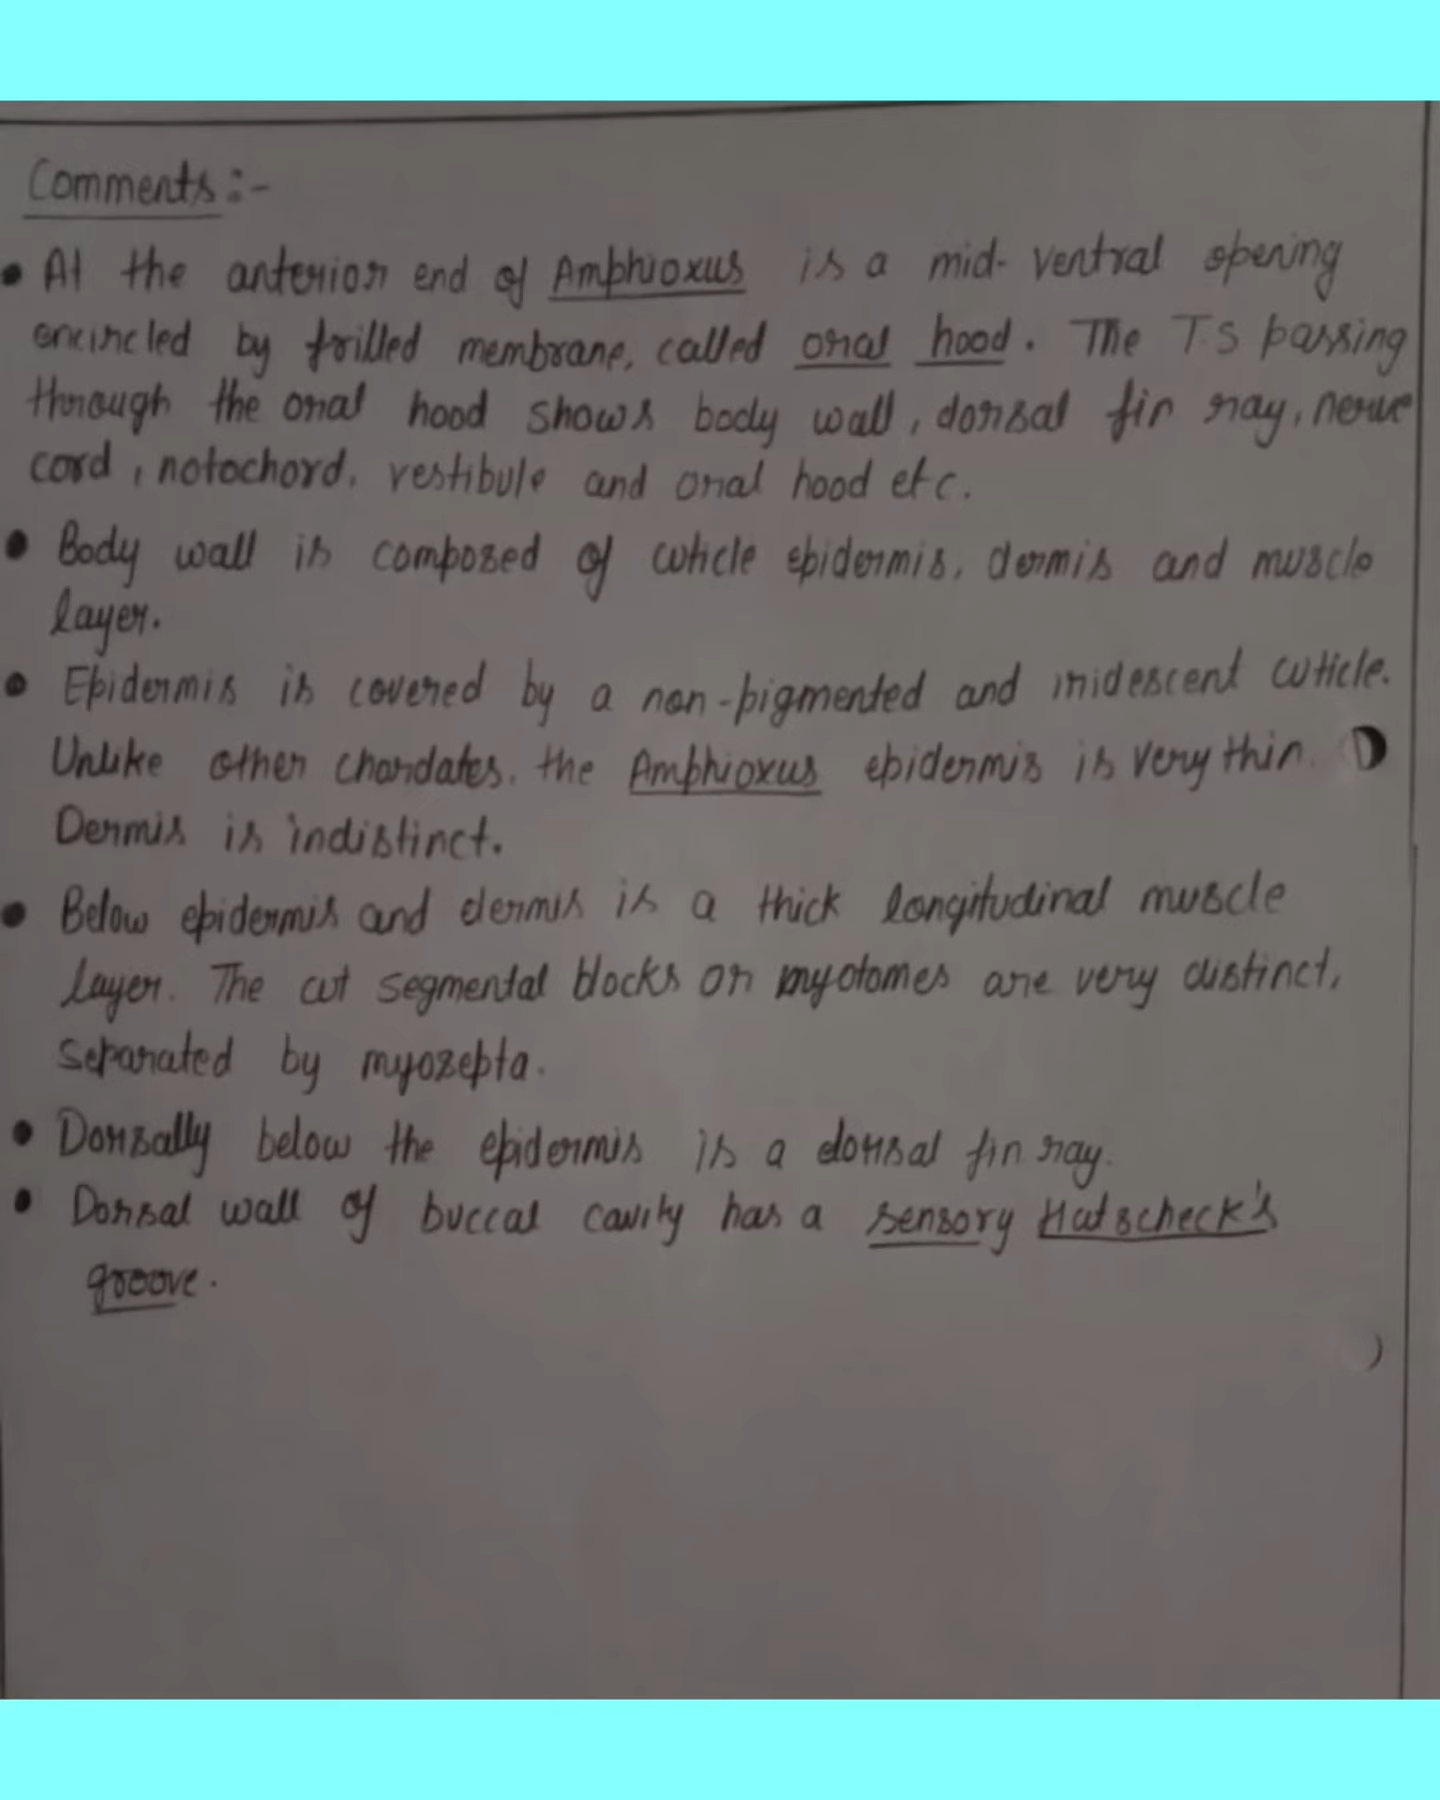 Comments :-
• At the anterior end of Amphioxus is a mid- ventral opening
encircled by frilled membrane, called oral hood. The T.S passing
through the oral hood shows body wall, dorsal fin ray, nerve
cord, notochord, vestibule and oral hood etc.
• Body wall is composed of cuticle epidermis, dermis and muscle
layer.
• Epidermis is covered by a non-pigmented and iridescent cuticle.
Unlike other chordates, the Amphioxus epidermis is very thin.
Dermis is indistinct.
• Below epidermis and dermis is a thick longitudinal muscle
layer. The cut segmental blocks or myotomes are very distinct,
separated by myosepta.
• Dorsally below the epidermis is a dorsal fin ray.
• Dorsal wall of buccal cavity has a sensory Hatscheck's
groove.